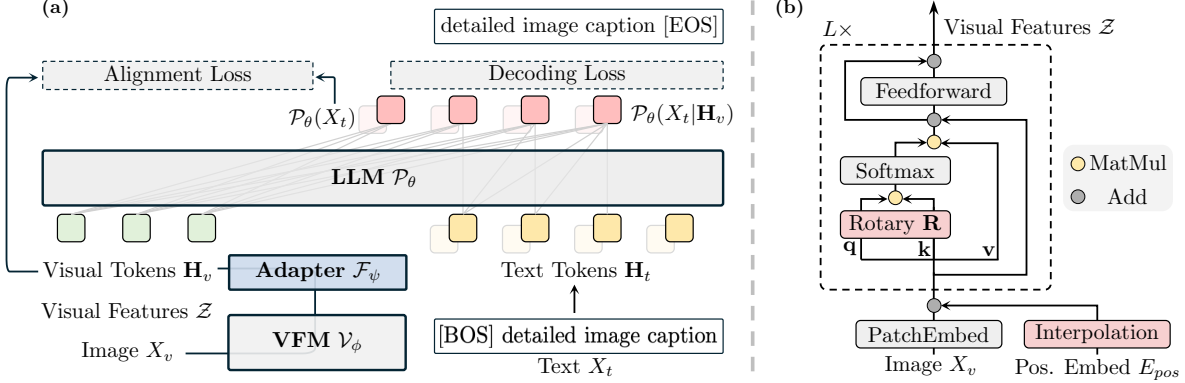 (a)
detailed image caption [EOS]
Alignment Loss
Decoding Loss
𝒫θ(Xt)
𝒫θ(Xt|Hv)
LLM 𝒫θ
Visual Tokens Hv
Adapter ℱψ
Text Tokens Ht
Visual Features 𝒵
Image Xv
VFM 𝒱ϕ
[BOS] detailed image caption
Text Xt
(b)
L×
Visual Features 𝒵
Feedforward
Softmax
MatMul
Add
Rotary R
q
k
v
PatchEmbed
Interpolation
Image Xv
Pos. Embed Epos